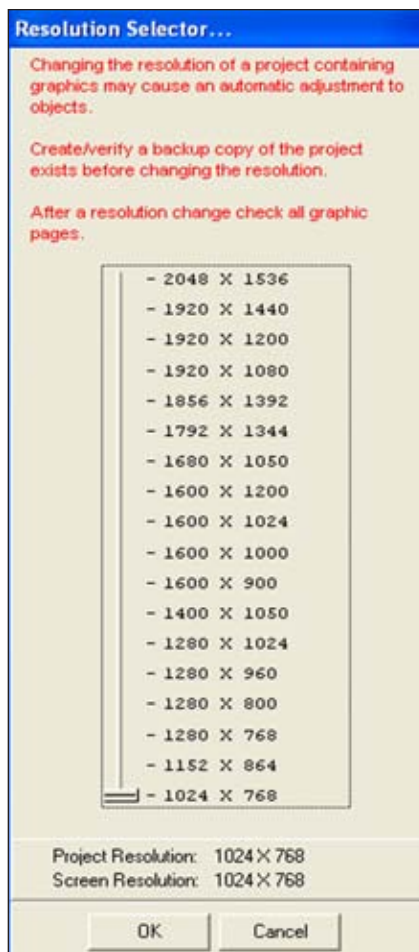 Resolution Selector...
Changing the resolution of a project containing
graphics may cause an automatic adjustment to
objects.
Create/verify a backup copy of the project
exists before changing the resolution.
After a resolution change check all graphic
pages.
- 2048 X 1536
- 1920 X 1440
- 1920 X 1200
- 1920 X 1080
- 1856 X 1392
- 1792 X 1344
- 1680 X 1050
- 1600 X 1200
- 1600 X 1024
- 1600 X 1000
- 1600 X 900
- 1400 X 1050
- 1280 X 1024
- 1280 X 960
- 1280 X 800
- 1280 X 768
- 1152 X 864
- 1024 X 768
Project Resolution: 1024 X 768
Screen Resolution: 1024 X 768
OK Cancel